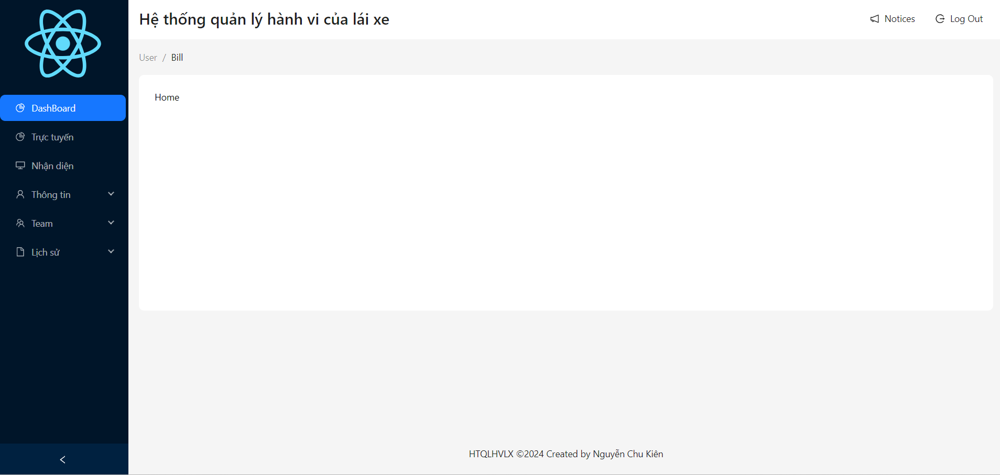 Hệ thống quản lý hành vi của lái xe
Notices
Log Out
User / Bill
Home
DashBoard
Trực tuyến
Nhận diện
Thông tin
Team
Lịch sử
HTQLHVLX ©2024 Created by Nguyễn Chu Kiên